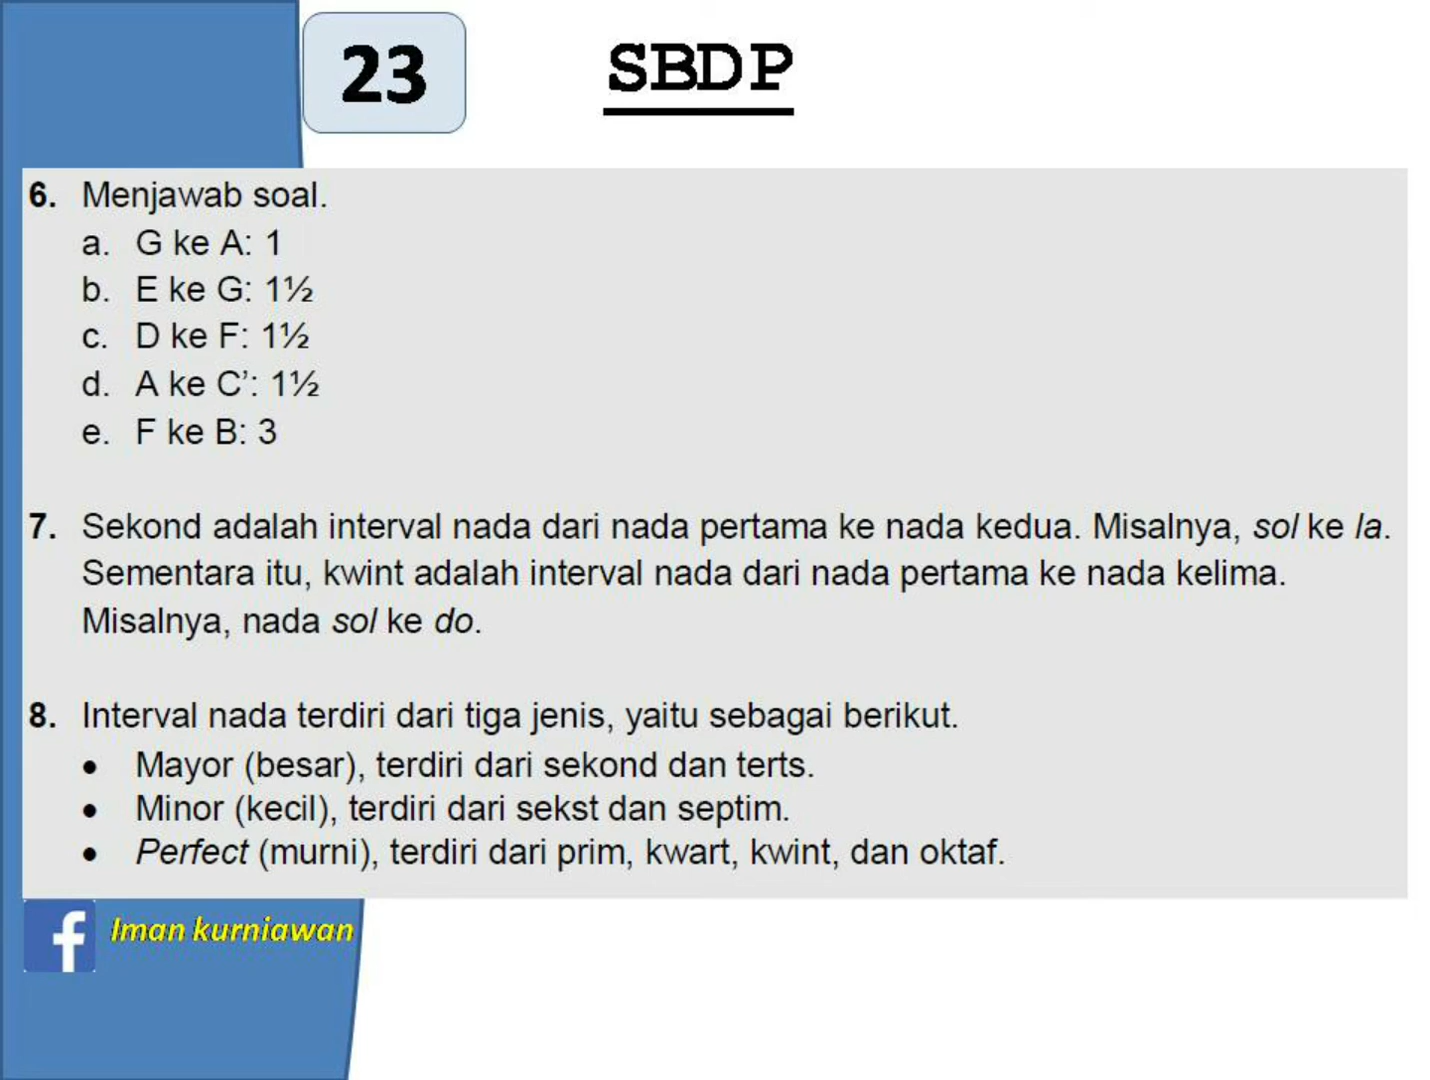 23
SBDP
6. Menjawab soal.
a. G ke A: 1
b. E ke G: 1½
c. D ke F: 1½
d. A ke C’: 1½
e. F ke B: 3
7. Sekond adalah interval nada dari nada pertama ke nada kedua. Misalnya, sol ke la.
Sementara itu, kwint adalah interval nada dari nada pertama ke nada kelima.
Misalnya, nada sol ke do.
8. Interval nada terdiri dari tiga jenis, yaitu sebagai berikut.
• Mayor (besar), terdiri dari sekond dan terts.
• Minor (kecil), terdiri dari sekst dan septim.
• Perfect (murni), terdiri dari prim, kwart, kwint, dan oktaf.
f Iman kurniawan